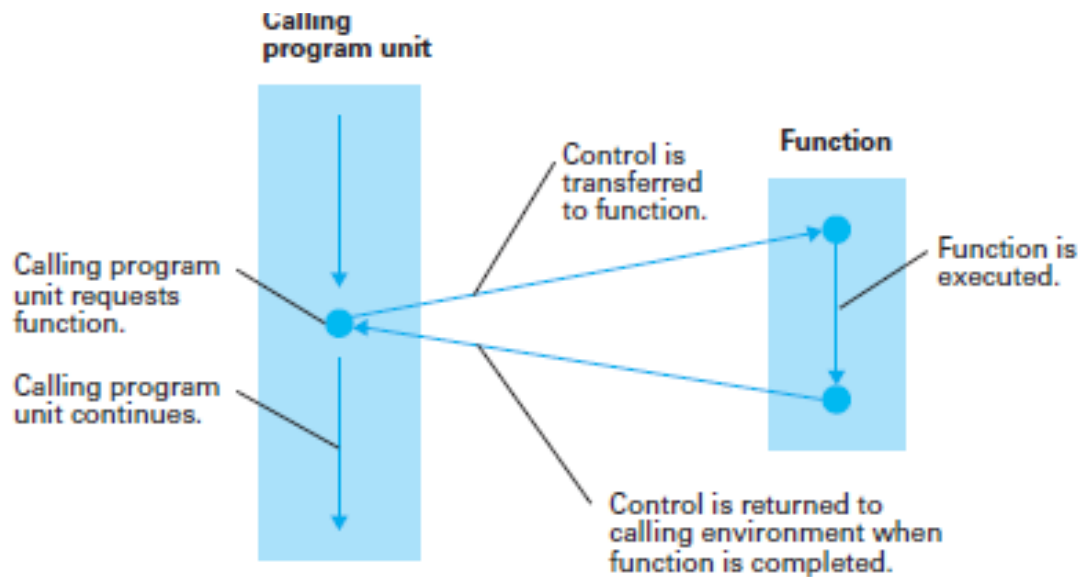 Calling
program unit
Function
Control is
transferred
to function.
Function is
executed.
Calling program
unit requests
function.
Calling program
unit continues.
Control is returned to
calling environment when
function is completed.